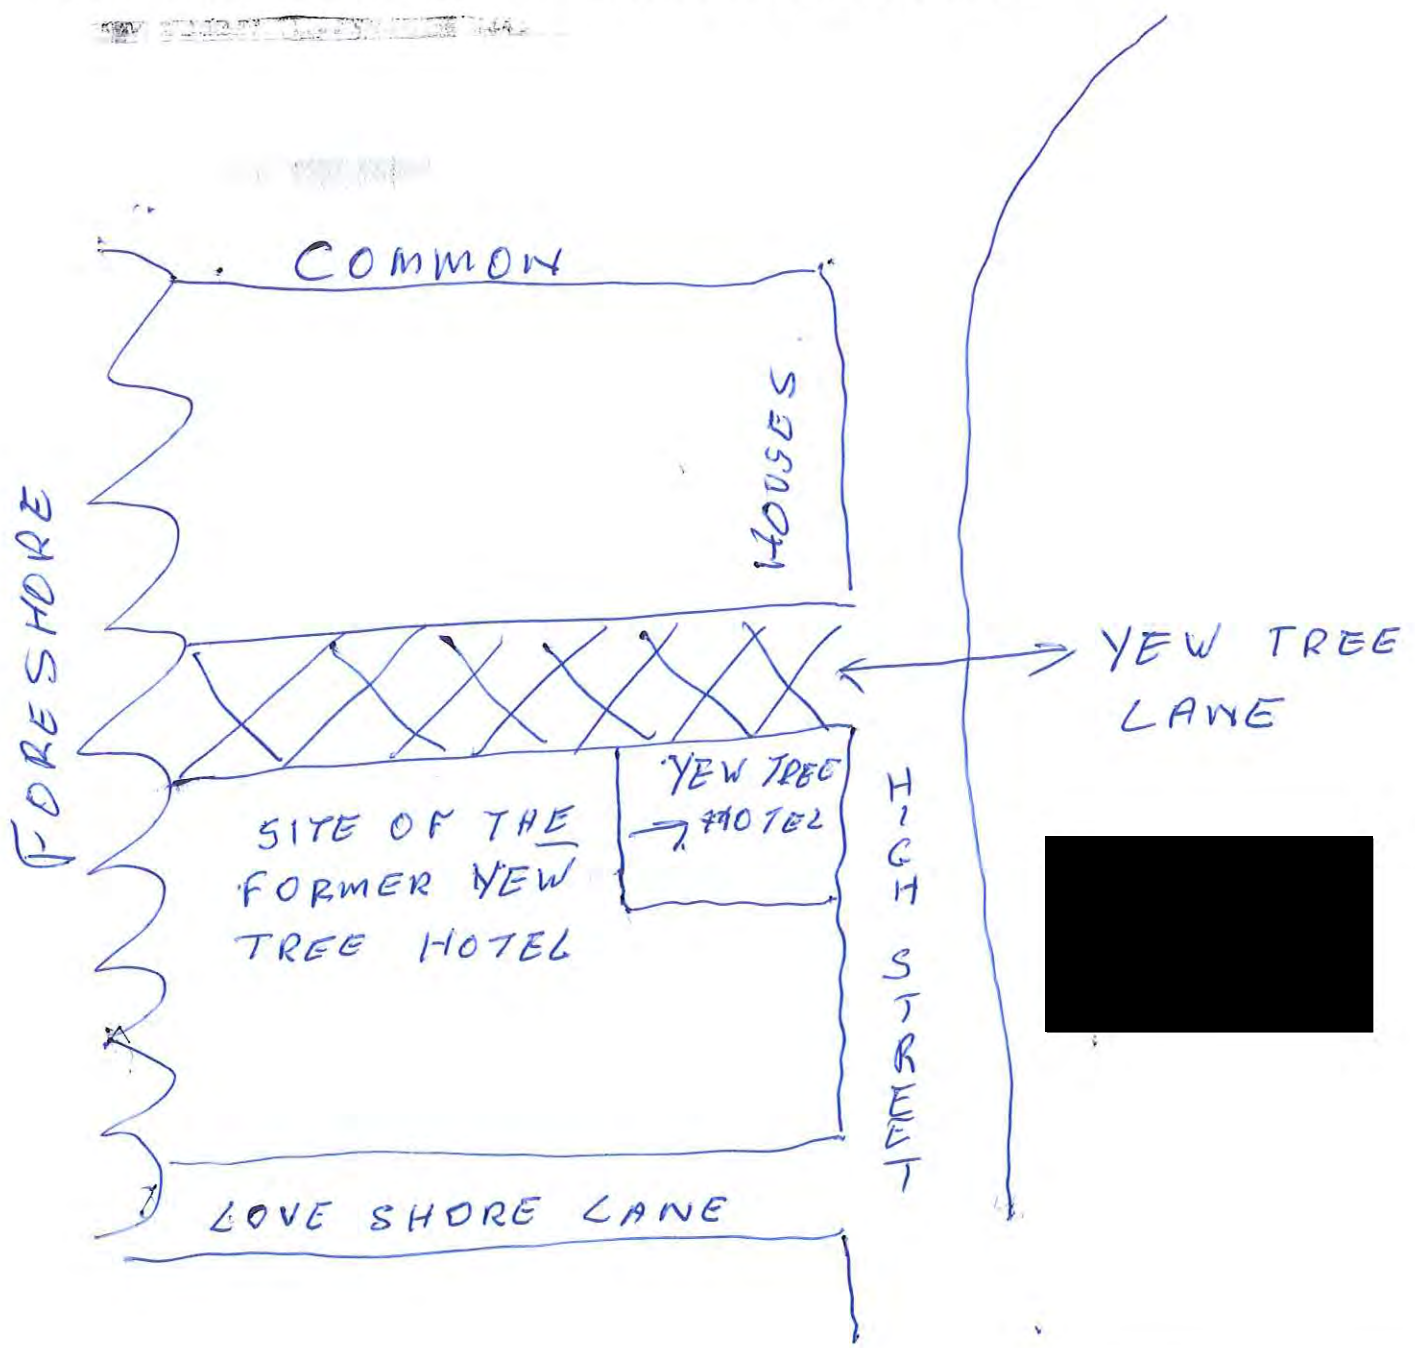 COMMON
HOUSES
FORESHORE
YEW TREE
LANE
YEW TREE
HOTEL
SITE OF THE
FORMER YEW
TREE HOTEL
HIGH STREET
LOVE SHORE LANE